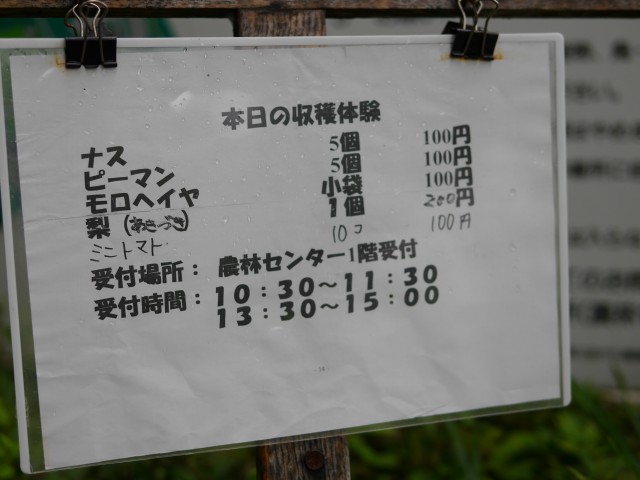 本日の収穫体験
ナス 5個 100円
ピーマン 5個 100円
モロヘイヤ 小袋 100円
梨(あきづき) 1個 200円
ミニトマト 10コ 100円
受付場所: 農林センター1階受付
受付時間: 10:30～11:30
13:30～15:00